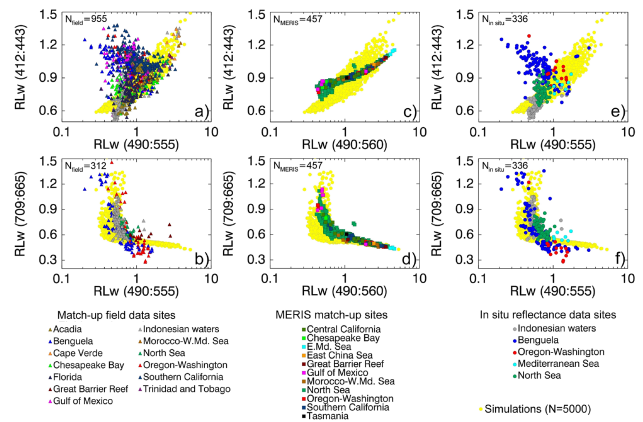 N field=955
N MERIS=457
N in situ=336
RLw (412:443)
1.5
1.2
0.9
0.6
a)
0.1
1
10
RLw (490:555)
RLw (412:443)
1.5
1.2
0.9
0.6
c)
0.1
1
10
RLw (490:560)
RLw (412:443)
1.5
1.2
0.9
0.6
e)
0.1
1
10
RLw (490:555)
N field=312
N MERIS=457
N in situ=336
RLw (709:665)
1.5
1.2
0.9
0.6
0.3
b)
0.1
1
10
RLw (490:555)
RLw (709:665)
1.5
1.2
0.9
0.6
0.3
d)
0.1
1
10
RLw (490:560)
RLw (709:665)
1.5
1.2
0.9
0.6
0.3
f)
0.1
1
10
RLw (490:555)
Match-up field data sites
Acadia
Benguela
Cape Verde
Chesapeake Bay
Florida
Great Barrier Reef
Gulf of Mexico
Indonesian waters
Morocco-W.Md. Sea
North Sea
Oregon-Washington
Southern California
Trinidad and Tobago
MERIS match-up sites
Central California
Chesapeake Bay
E.Md. Sea
East China Sea
Great Barrier Reef
Gulf of Mexico
Morocco-W.Md. Sea
North Sea
Oregon-Washington
Southern California
Tasmania
In situ reflectance data sites
Indonesian waters
Benguela
Oregon-Washington
Mediterranean Sea
North Sea
Simulations (N=5000)